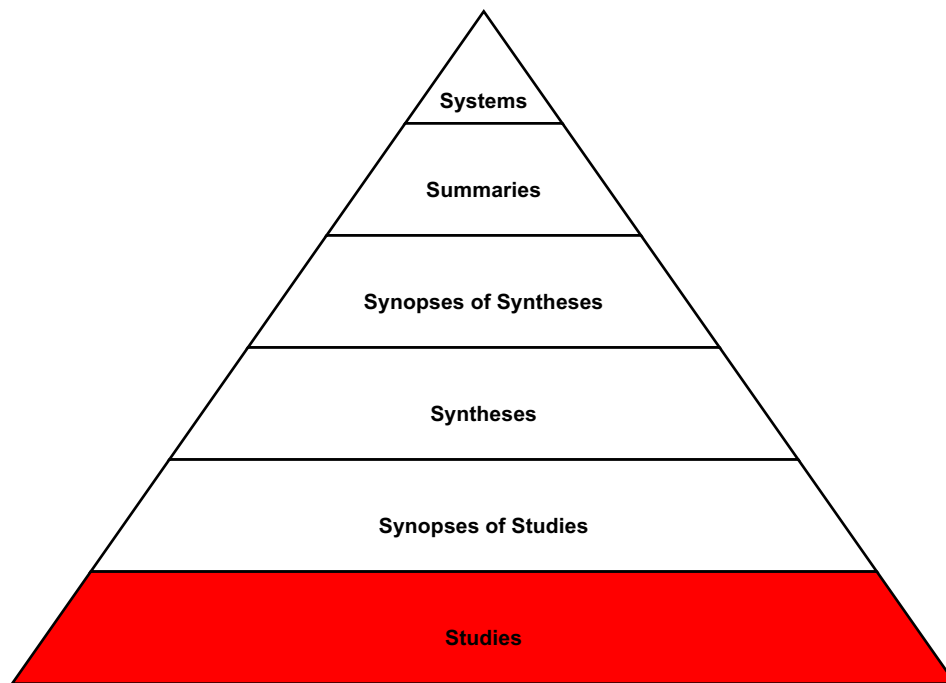 Systems
Summaries
Synopses of Syntheses
Syntheses
Synopses of Studies
Studies